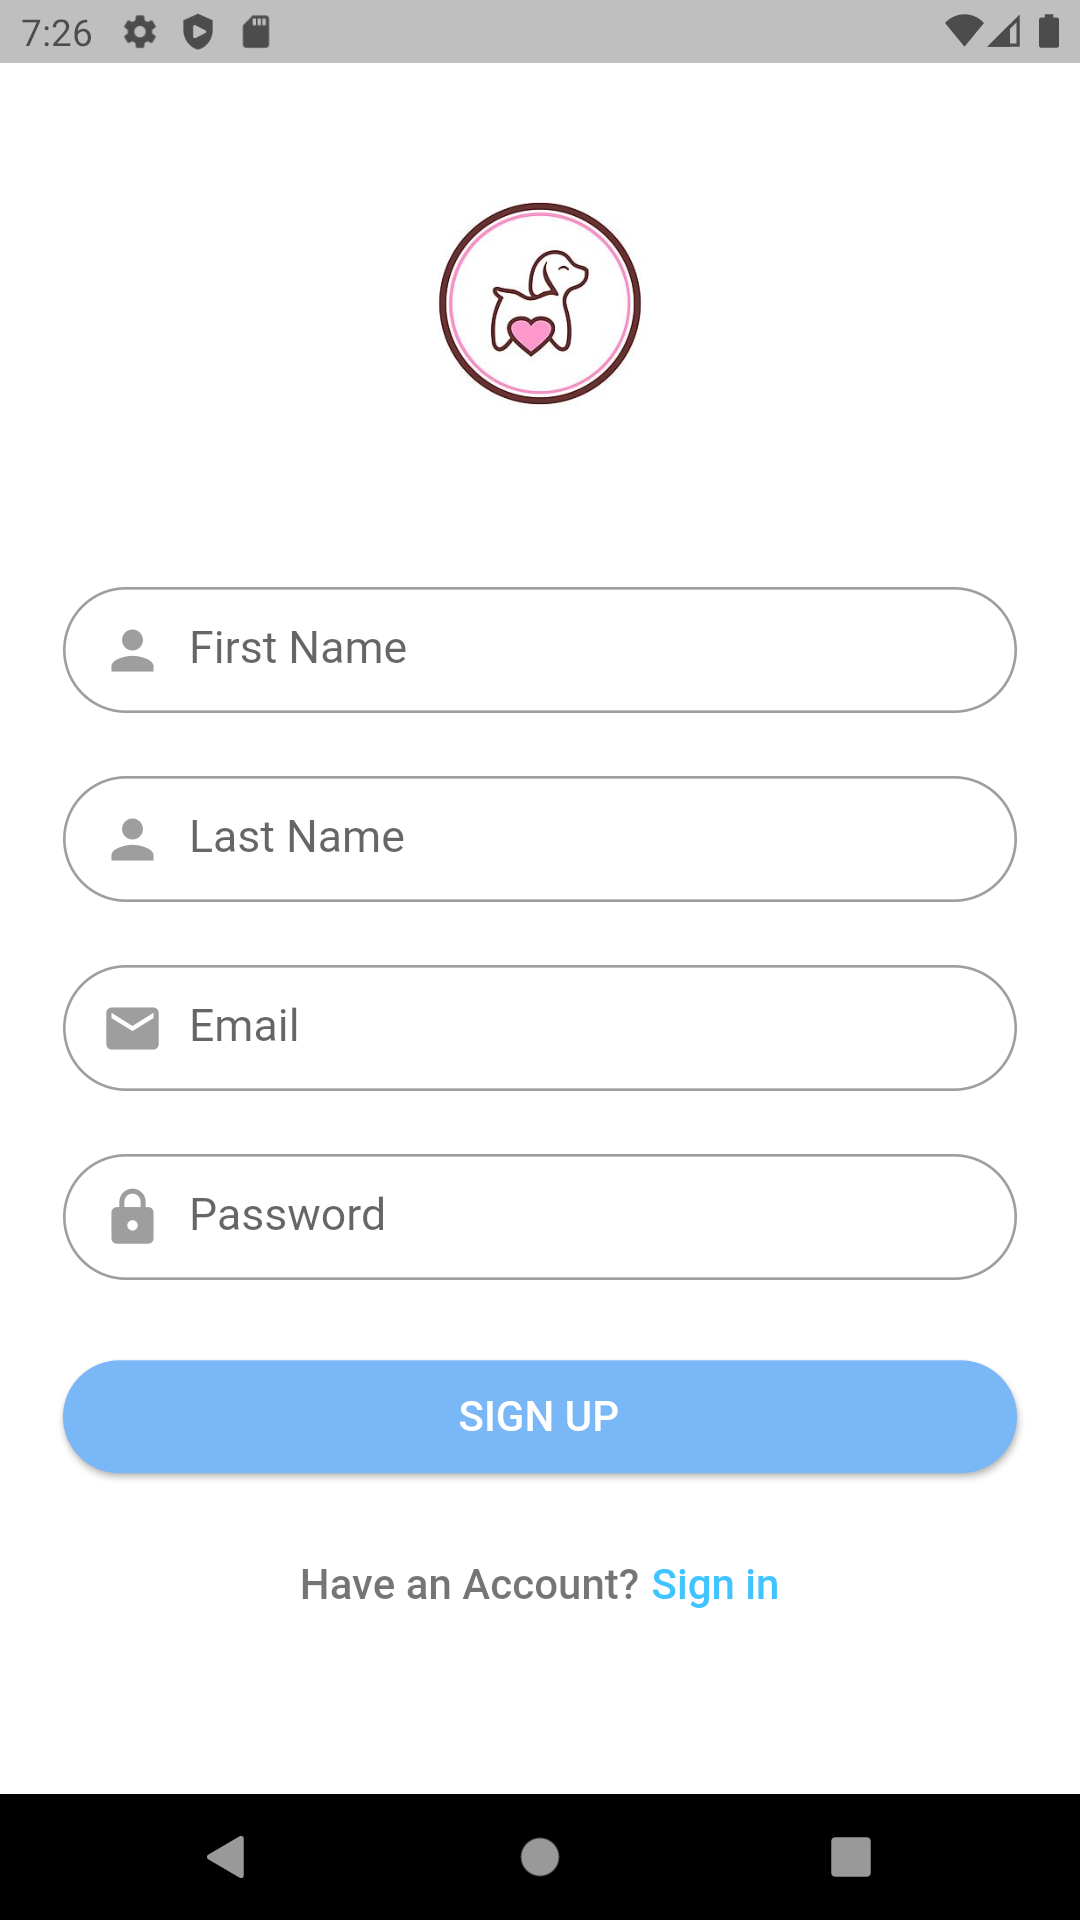 7:26
First Name
Last Name
Email
Password
SIGN UP
Have an Account? Sign in